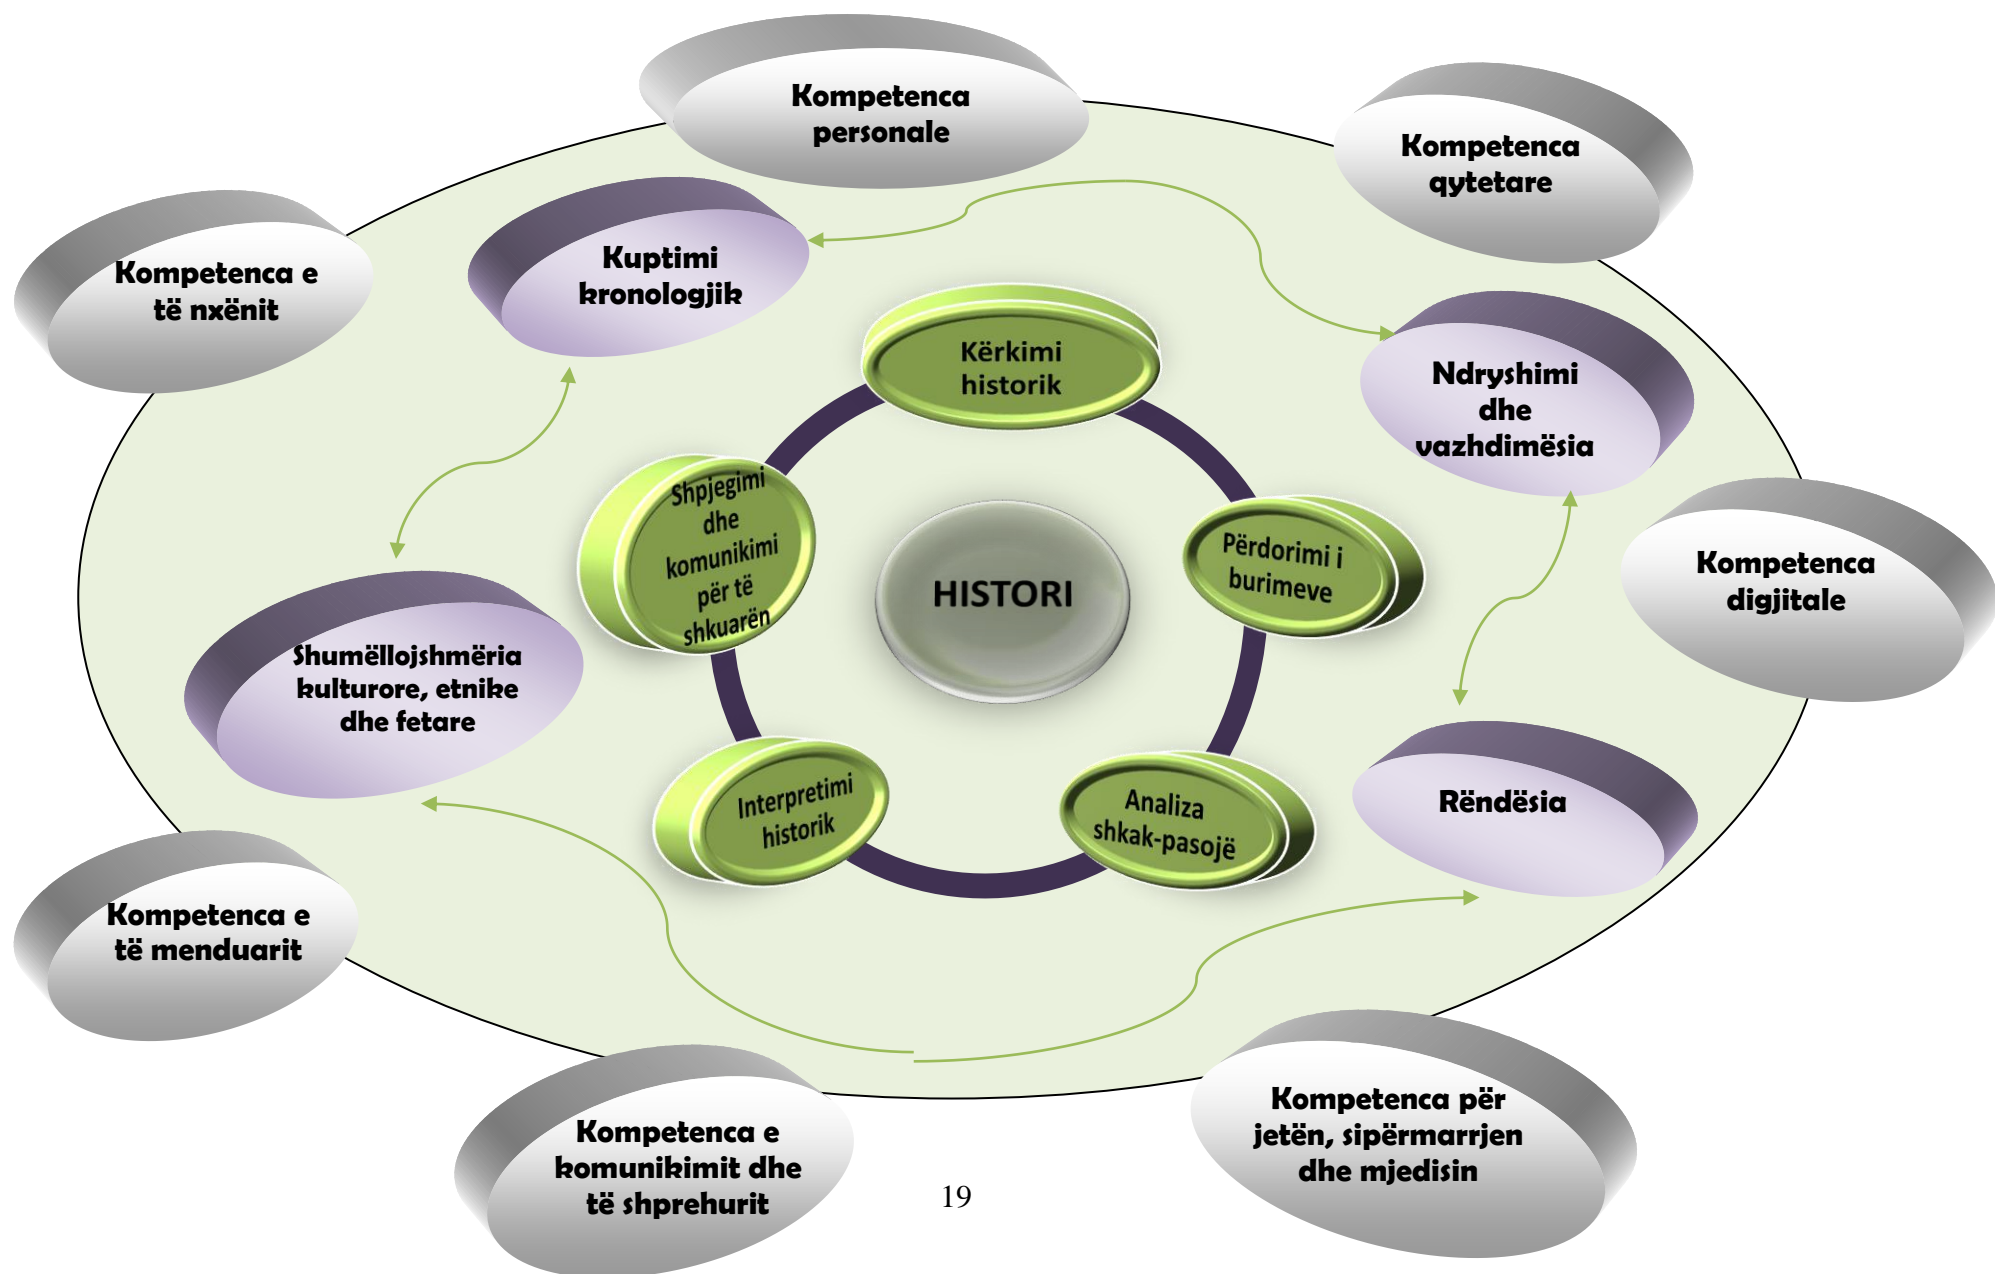 Kompetenca
personale
Kompetenca
qytetare
Kompetenca e
të nxënit
Kuptimi
kronologjik
Kërkimi
historik
Ndryshimi
dhe
vazhdimësia
Shpjegimi
dhe
komunikimi
për të
shkuarën
HISTORI
Përdorimi i
burimeve
Kompetenca
digjitale
Shumëllojshmëria
kulturore, etnike
dhe fetare
Interpretimi
historik
Analiza
shkak-pasojë
Rëndësia
Kompetenca e
të menduarit
Kompetenca e
komunikimit dhe
të shprehurit
Kompetenca për
jetën, sipërmarrjen
dhe mjedisin
19